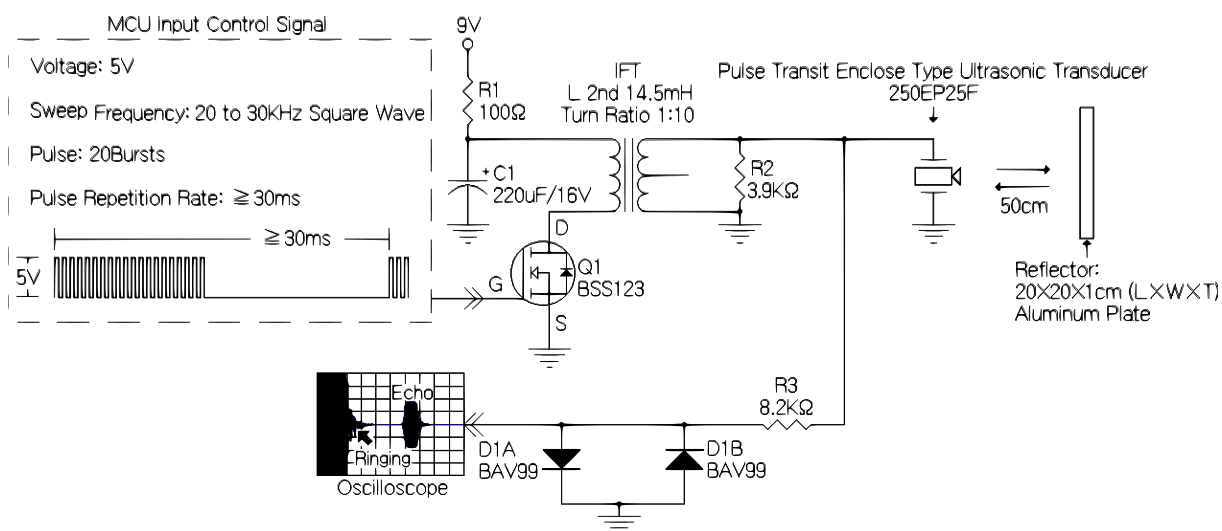 MCU Input Control Signal
Voltage: 5V
Sweep Frequency: 20 to 30KHz Square Wave
Pulse: 20Bursts
Pulse Repetition Rate: ≧30ms
≧30ms
5V
9V
R1
100Ω
C1
220uF/16V
+
IFT
L 2nd 14.5mH
Turn Ratio 1:10
D
G
S
Q1
BSS123
R2
3.9KΩ
Pulse Transit Enclose Type Ultrasonic Transducer
250EP25F
50cm
Reflector:
20X20X1cm (LXWXT)
Aluminum Plate
R3
8.2KΩ
D1A
BAV99
D1B
BAV99
Echo
Ringing
Oscilloscope